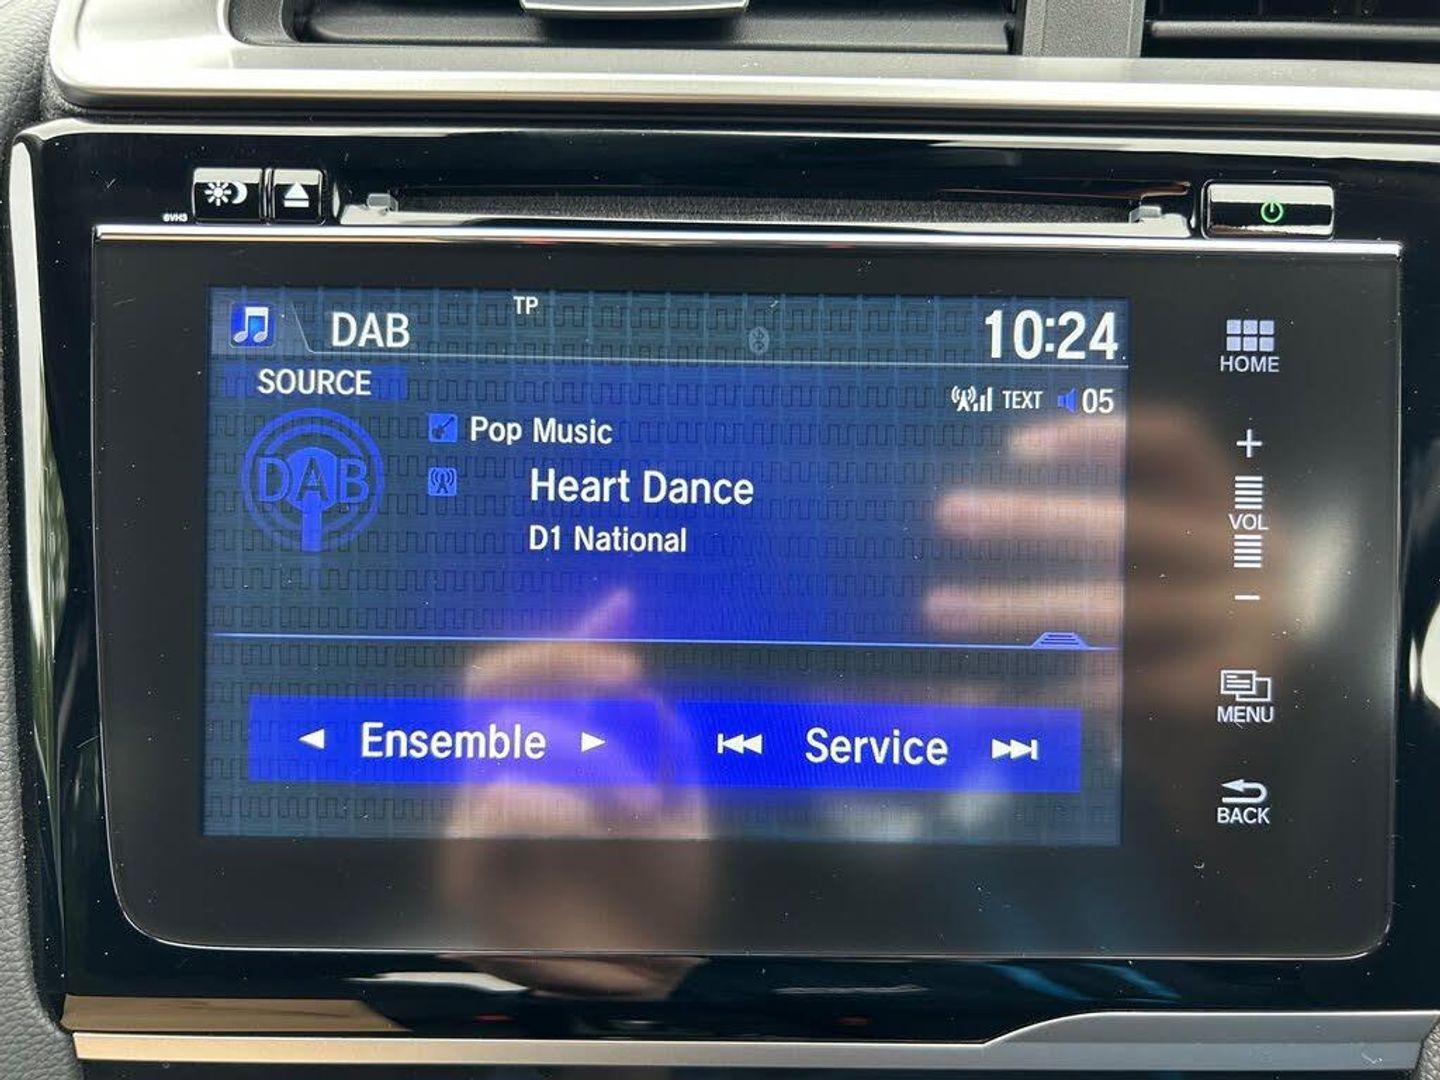 6VH3
TP
DAB
10:24
SOURCE
TEXT 05
Pop Music
DAB
Heart Dance
D1 National
Ensemble
Service
HOME
+
VOL
−
MENU
BACK